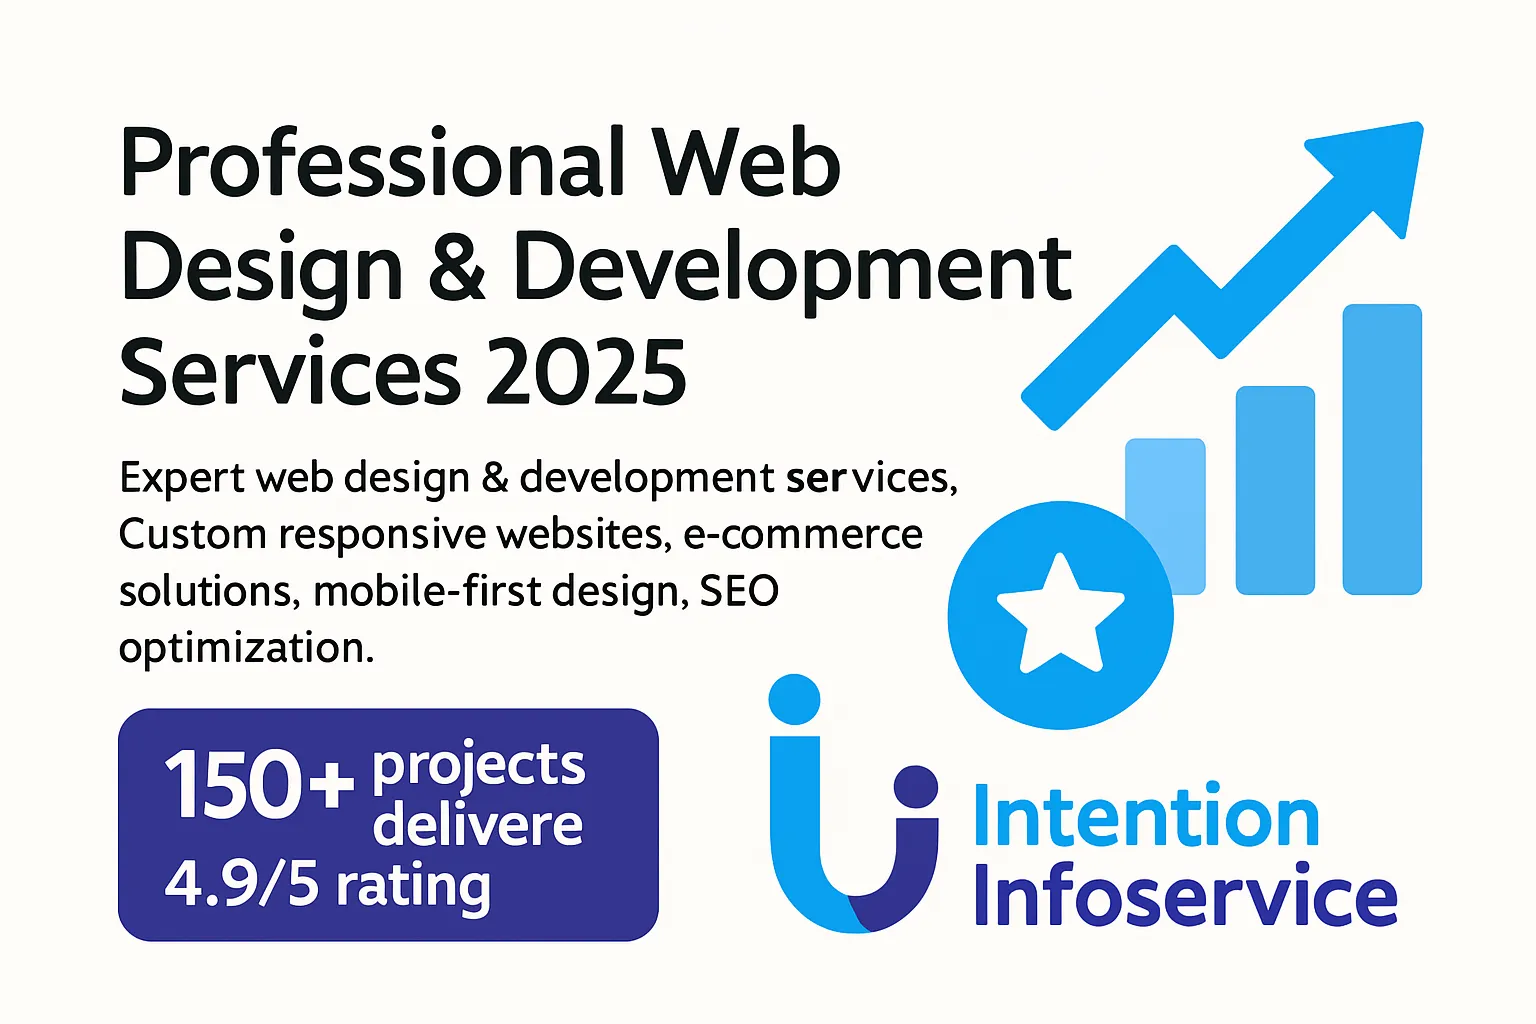 Professional Web
Design & Development
Services 2025
Expert web design & development services,
Custom responsive websites, e-commerce
solutions, mobile-first design, SEO
optimization.
150+ projects
delivere
4.9/5 rating
Intention
Infoservice